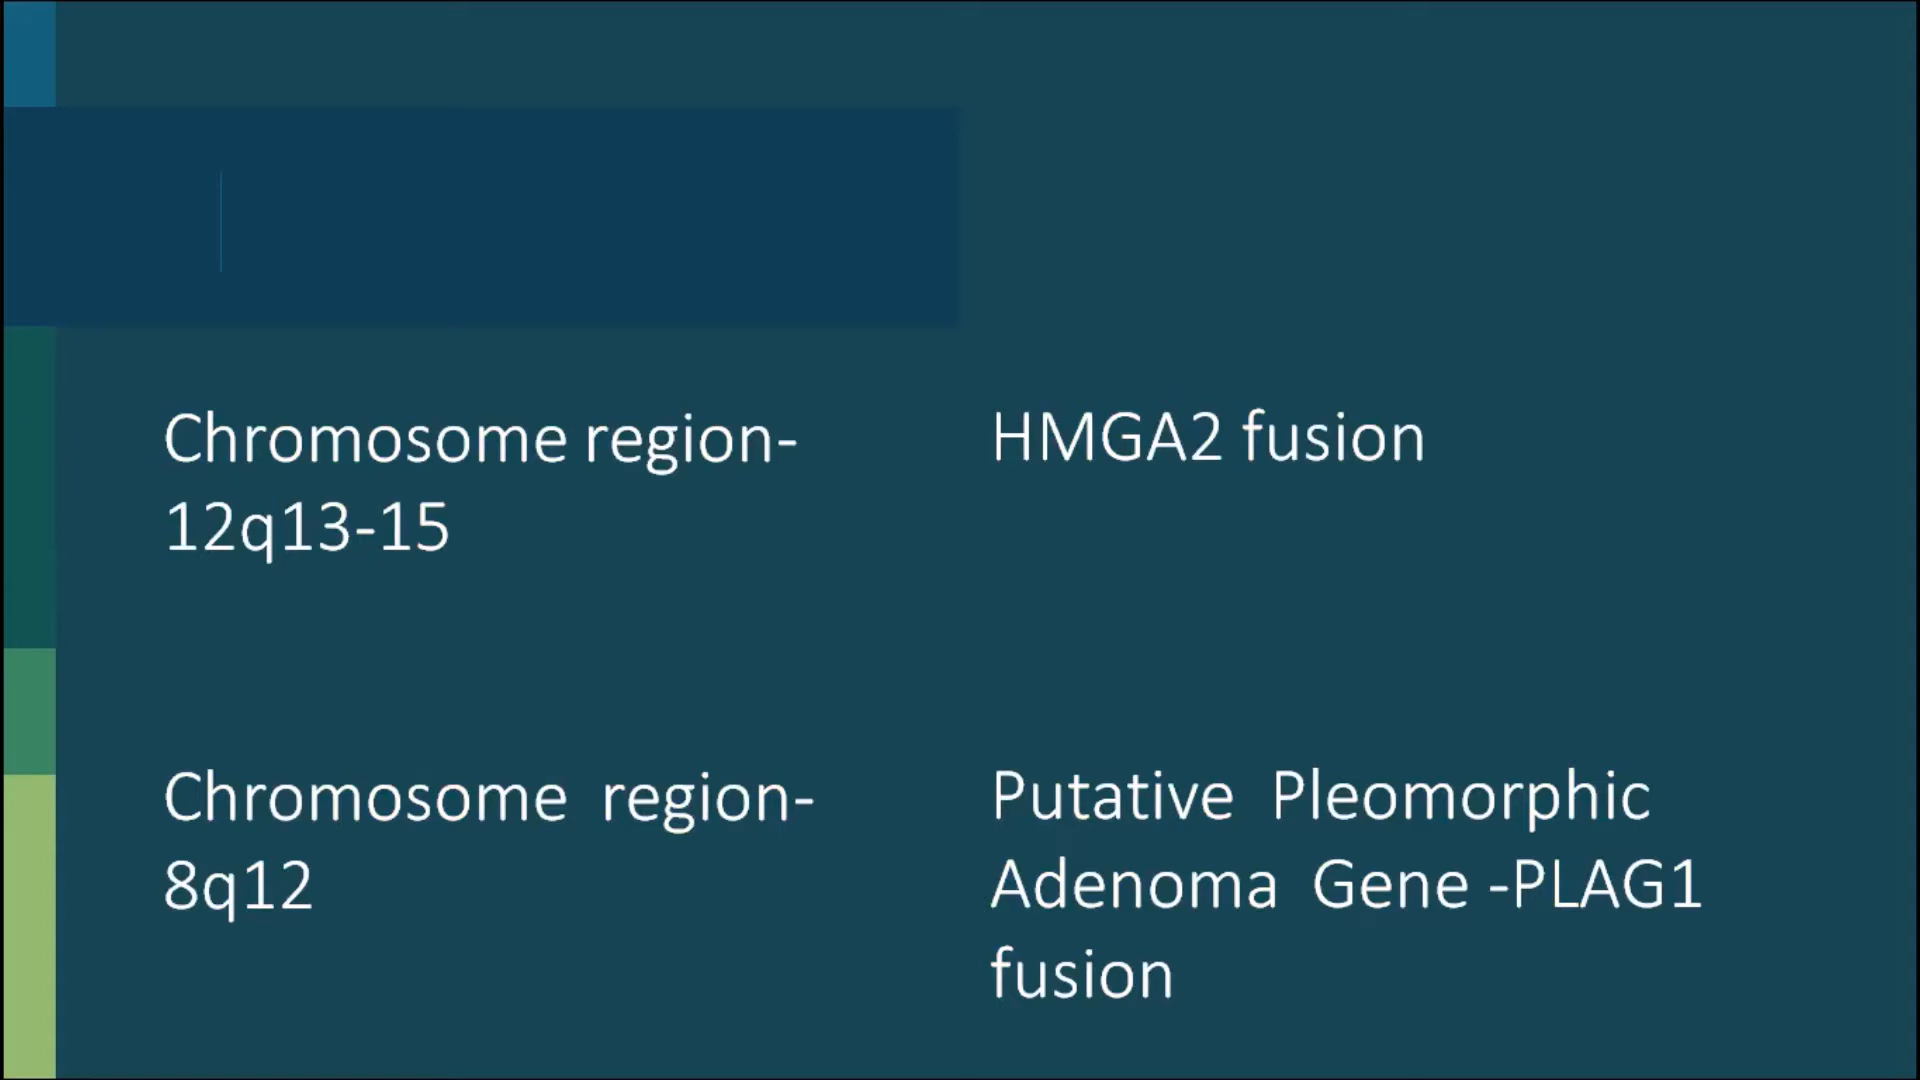 Chromosome region-
12q13-15
HMGA2 fusion
Chromosome region-
8q12
Putative Pleomorphic
Adenoma Gene -PLAG1
fusion